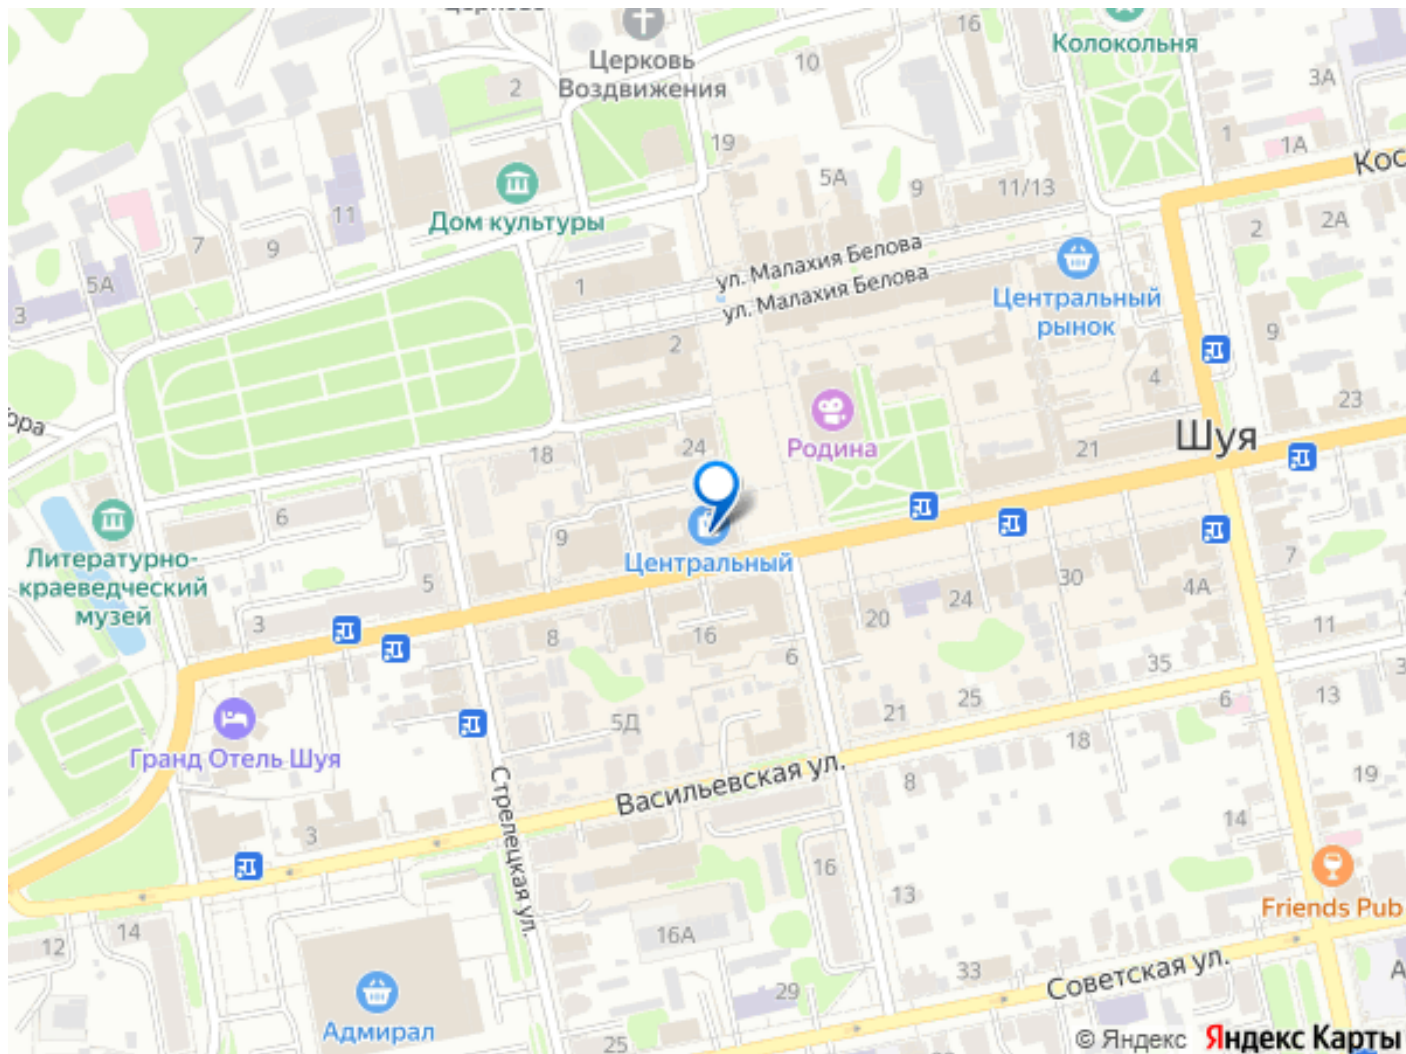 16
Колокольня
Церковь
Воздвижения
10
3А
2
19
1
1А
Кос
5А
9
11/13
Дом культуры
11
7
9
2
2А
ул. Малахия Белова
ул. Малахия Белова
5А
1
3
Центральный
рынок
2
9
4
23
Родина
Шуя
18
24
21
6
9
Литературно-
краеведческий
музей
Центральный
5
3
8
16
20
24
30
4А
7
11
6
35
25
21
13
6
5Д
18
Гранд Отель Шуя
Васильевская ул.
8
19
Стрелецкая ул.
3
14
16
13
Friends Pub
12
14
16А
33
Советская ул.
29
Адмирал
25
© Яндекс Яндекс Карты